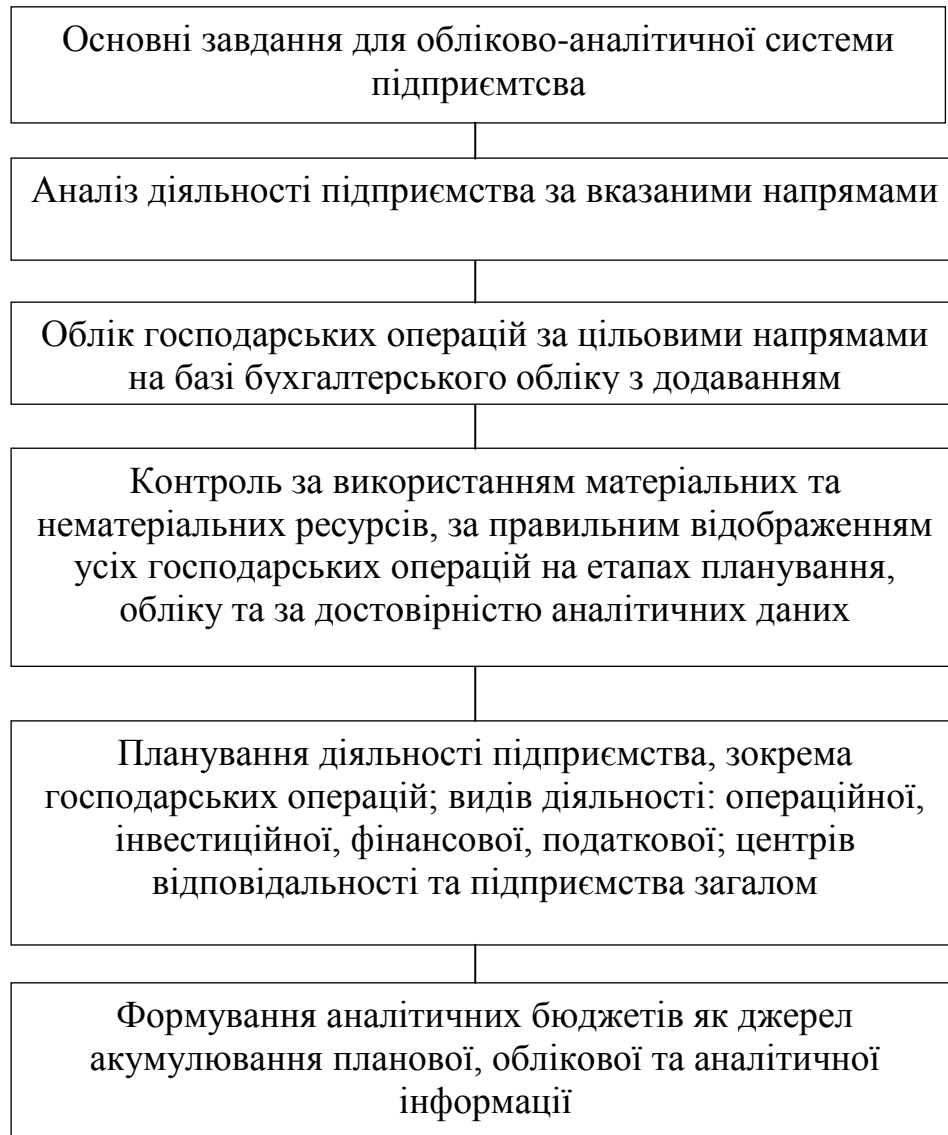 Основні завдання для обліково-аналітичної системи
підприємтсва
Аналіз діяльності підприємства за вказаними напрямами
Облік господарських операцій за цільовими напрямами
на базі бухгалтерського обліку з додаванням
Контроль за використанням матеріальних та
нематеріальних ресурсів, за правильним відображенням
усіх господарських операцій на етапах планування,
обліку та за достовірністю аналітичних даних
Планування діяльності підприємства, зокрема
господарських операцій; видів діяльності: операційної,
інвестиційної, фінансової, податкової; центрів
відповідальності та підприємства загалом
Формування аналітичних бюджетів як джерел
акумулювання планової, облікової та аналітичної
інформації